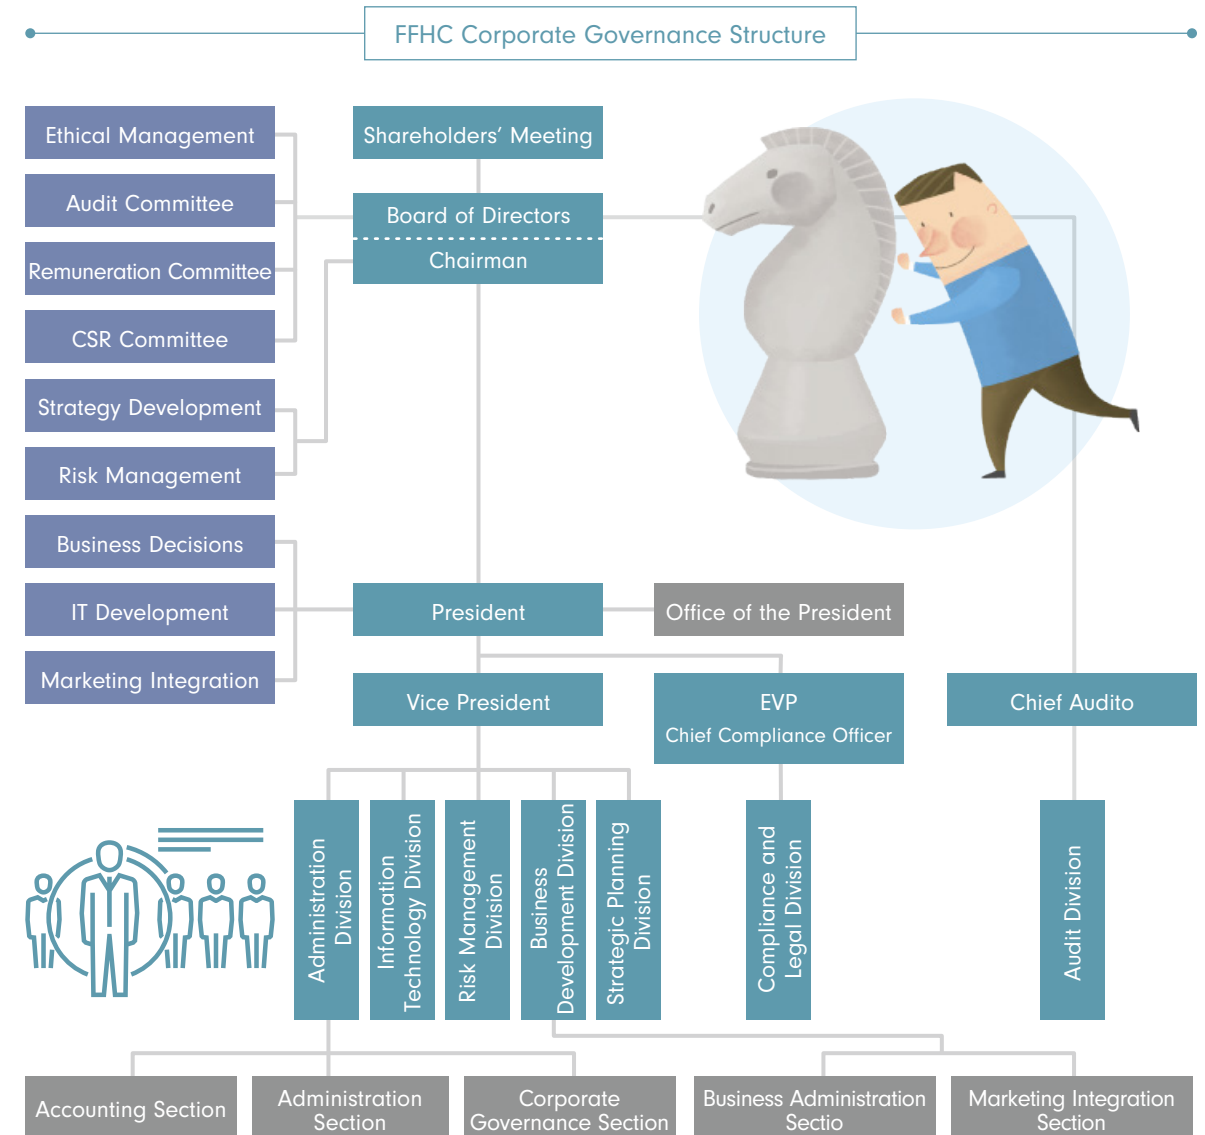 FFHC Corporate Governance Structure
Ethical Management
Audit Committee
Remuneration Committee
CSR Committee
Strategy Development
Risk Management
Business Decisions
IT Development
Marketing Integration
Shareholders’ Meeting
Board of Directors
Chairman
President
Office of the President
Vice President
EVP
Chief Compliance Officer
Chief Audito
Administration
Division
Information
Technology Division
Risk Management
Division
Business
Development Division
Strategic Planning
Division
Compliance and
Legal Division
Audit Division
Accounting Section
Administration
Section
Corporate
Governance Section
Business Administration
Sectio
Marketing Integration
Section